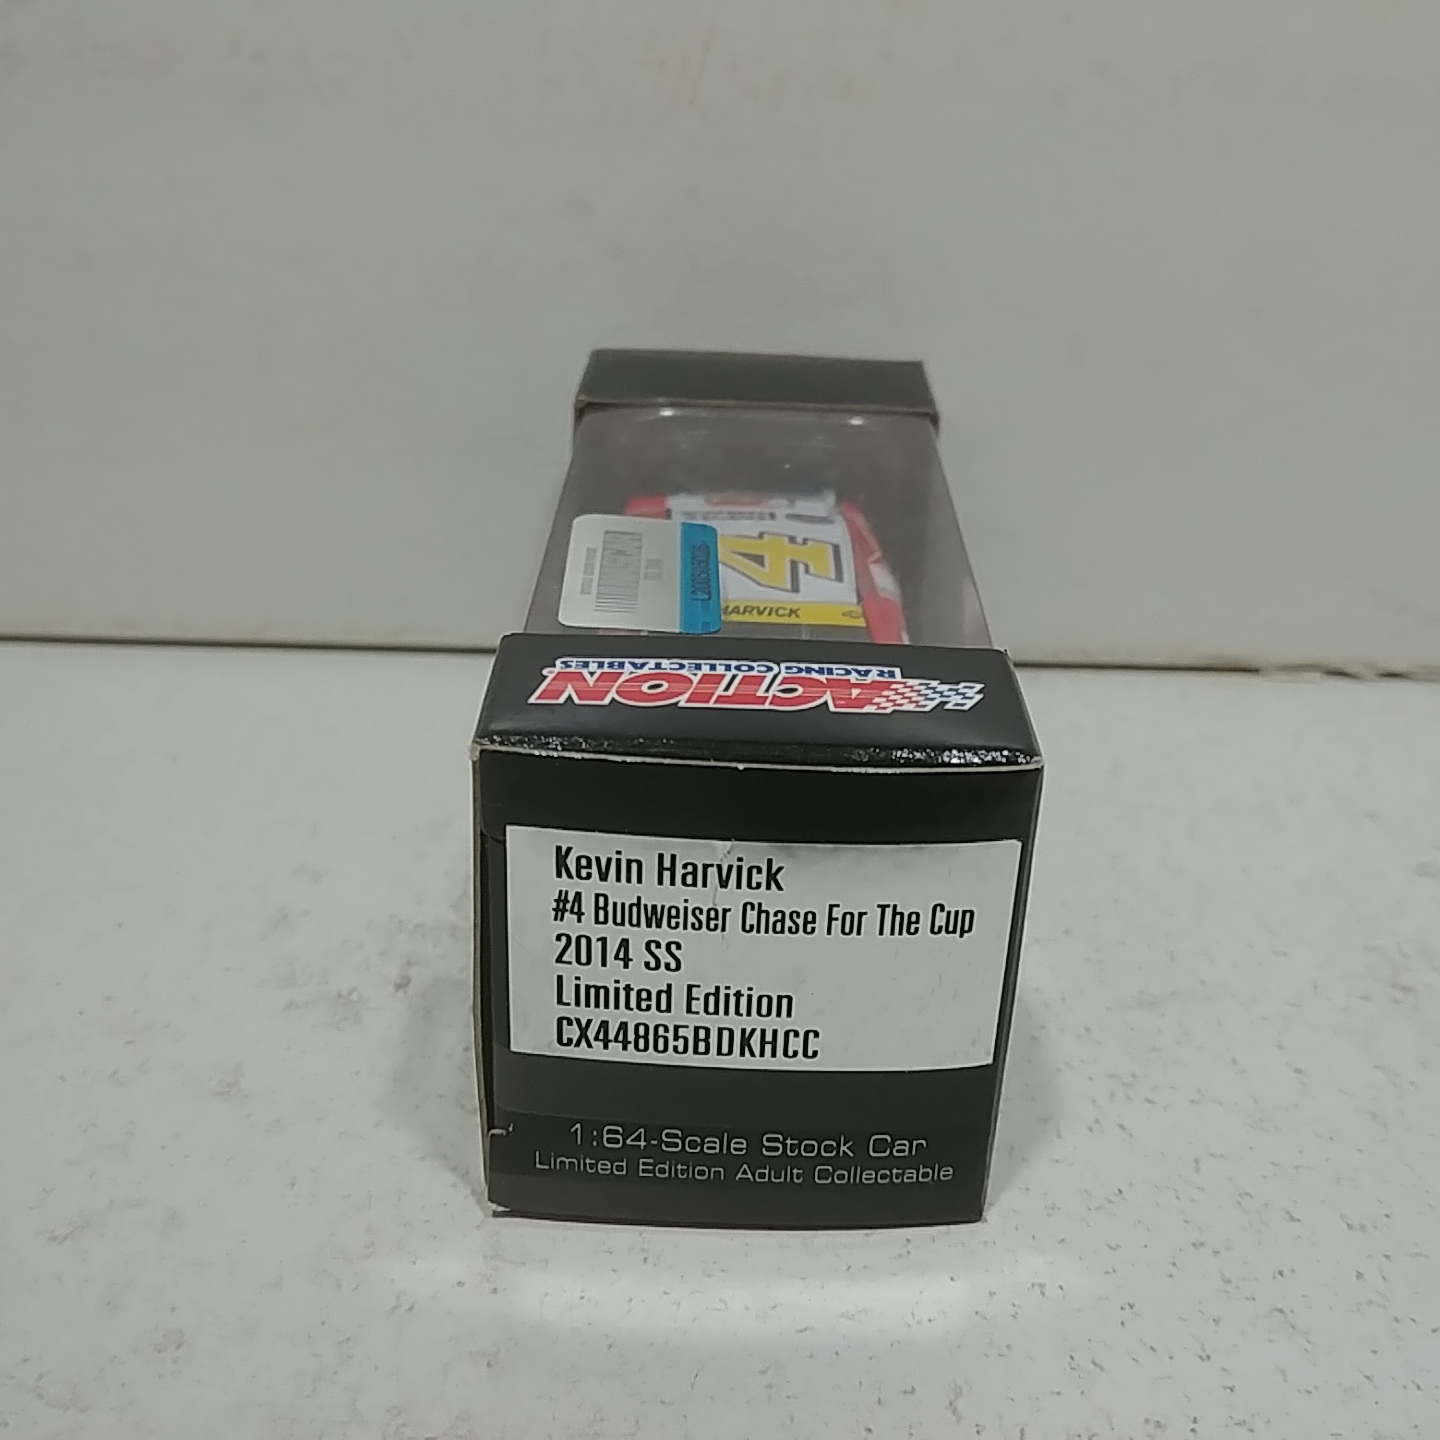 4
HARVICK
ACTION
RACING COLLECTABLES
Kevin Harvick
#4 Budweiser Chase For The Cup
2014 SS
Limited Edition
CX44865BDKHCC
1:64-Scale Stock Car
Limited Edition Adult Collectable